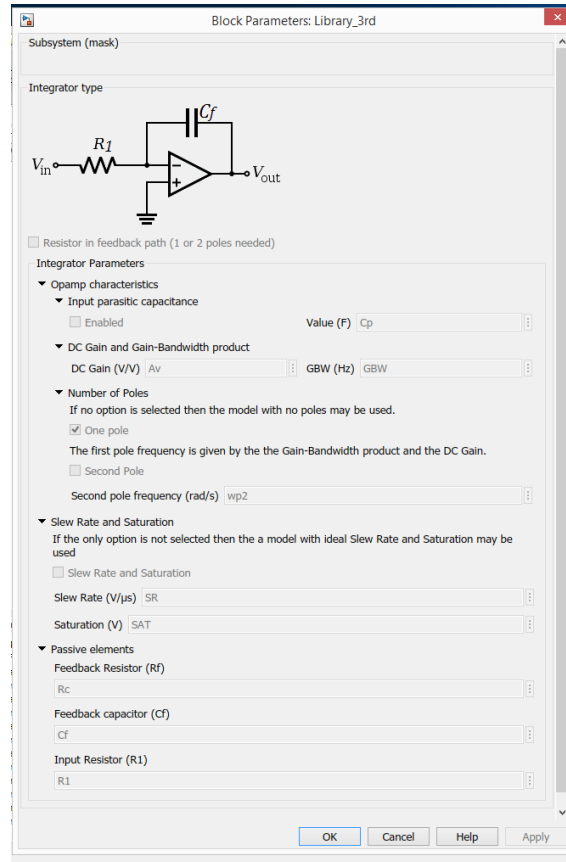 Block Parameters: Library_3rd
Subsystem (mask)
Integrator type
Cf
R1
Vin
Vout
Resistor in feedback path (1 or 2 poles needed)
Integrator Parameters
Opamp characteristics
Input parasitic capacitance
Enabled Value (F) Cp
DC Gain and Gain-Bandwidth product
DC Gain (V/V) Av GBW (Hz) GBW
Number of Poles
If no option is selected then the model with no poles may be used.
One pole
The first pole frequency is given by the the Gain-Bandwidth product and the DC Gain.
Second Pole
Second pole frequency (rad/s) wp2
Slew Rate and Saturation
If the only option is not selected then the a model with ideal Slew Rate and Saturation may be
used
Slew Rate and Saturation
Slew Rate (V/μs) SR
Saturation (V) SAT
Passive elements
Feedback Resistor (Rf)
Rc
Feedback capacitor (Cf)
Cf
Input Resistor (R1)
R1
OK Cancel Help Apply